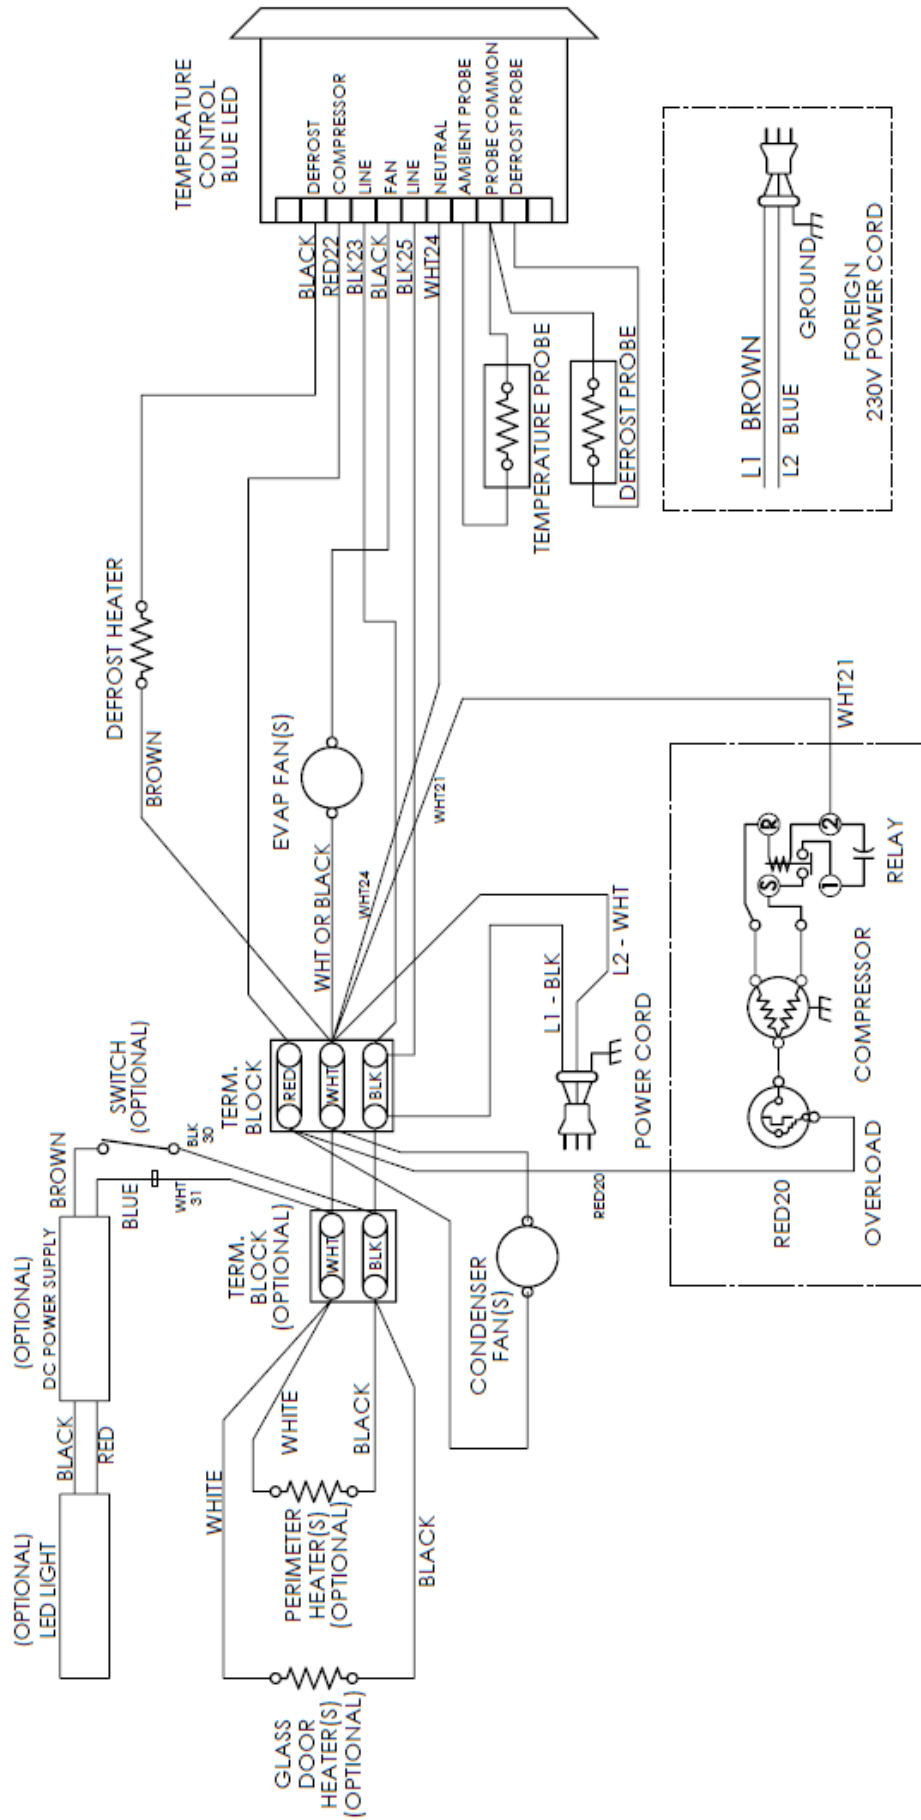 (OPTIONAL)
LED LIGHT
BLACK
RED
(OPTIONAL)
DC POWER SUPPLY
BROWN
BLUE
SWITCH
(OPTIONAL)
BLK
30
WHT
31
GLASS
DOOR
HEATER(S)
(OPTIONAL)
WHITE
BLACK
PERIMETER
HEATER(S)
(OPTIONAL)
WHITE
BLACK
TERM.
BLOCK
(OPTIONAL)
WHT
BLK
TERM.
BLOCK
RED
WHT
BLK
CONDENSER
FAN(S)
DEFROST HEATER
BROWN
EVAP FAN(S)
WHT OR BLACK
WHT24
WHT21
L1 - BLK
L2 - WHT
POWER CORD
RED20
TEMPERATURE
CONTROL
BLUE LED
DEFROST
COMPRESSOR
LINE
FAN
LINE
NEUTRAL
AMBIENT PROBE
PROBE COMMON
DEFROST PROBE
BLACK
RED22
BLK23
BLACK
BLK25
WHT24
TEMPERATURE PROBE
DEFROST PROBE
WHT21
RED20
OVERLOAD
COMPRESSOR
R
S
2
1
RELAY
L1 BROWN
L2 BLUE
GROUND
FOREIGN
230V POWER CORD